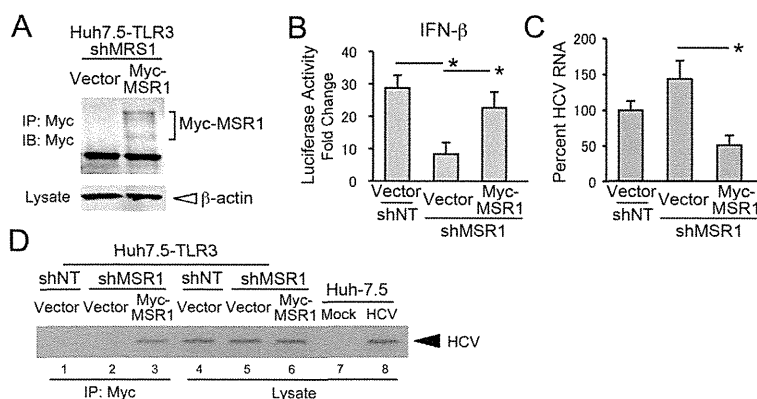 A
Huh7.5-TLR3
shMRS1
Vector
Myc-
MSR1
IP: Myc
IB: Myc
Myc-MSR1
Lysate
β-actin
B
IFN-β
Luciferase Activity
Fold Change
40
30
20
10
0
*
*
Vector
Vector
Myc-
MSR1
shNT
shMSR1
C
Percent HCV RNA
200
150
100
50
0
*
Vector
Vector
Myc-
MSR1
shNT
shMSR1
D
Huh7.5-TLR3
shNT shMSR1 shNT shMSR1 Huh-7.5
Vector Vector Myc-MSR1 Vector Vector Myc-MSR1 Mock HCV
HCV
1 2 3 4 5 6 7 8
IP: Myc Lysate